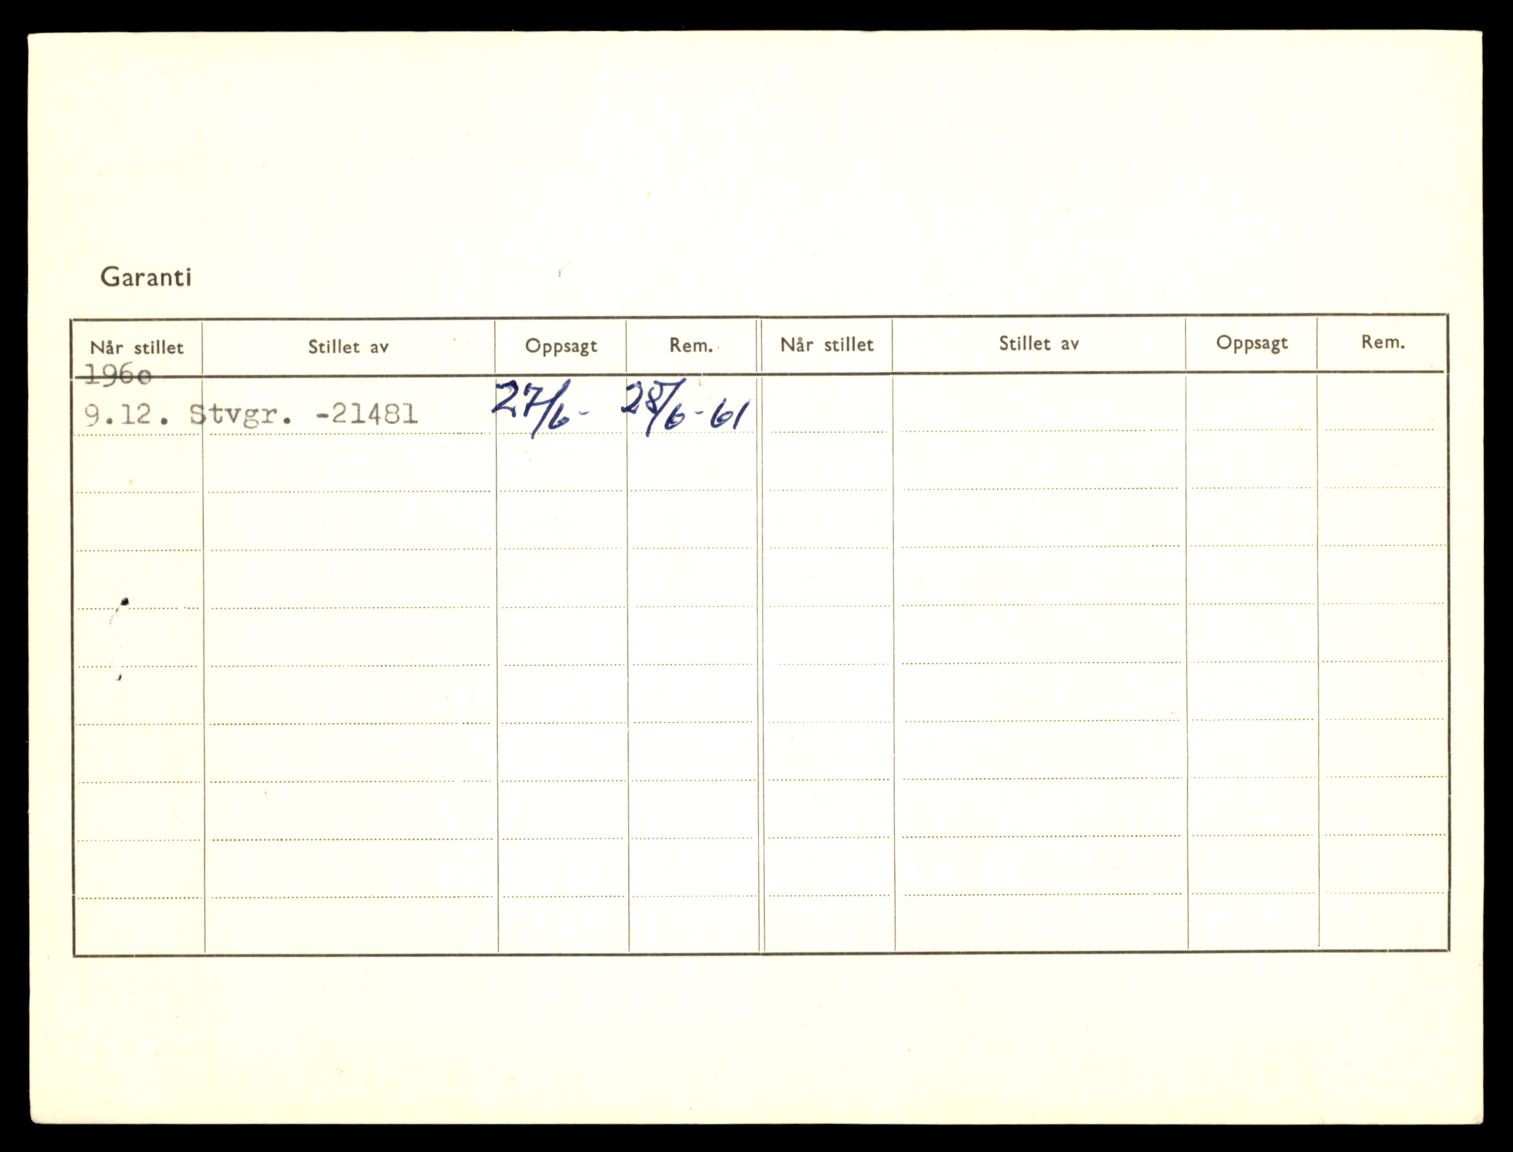 Garanti
Når stillet Stillet av Oppsagt Rem. Når stillet Stillet av Oppsagt Rem.
196o
9.12. Stvgr. -21481 27/6- 28/6-61